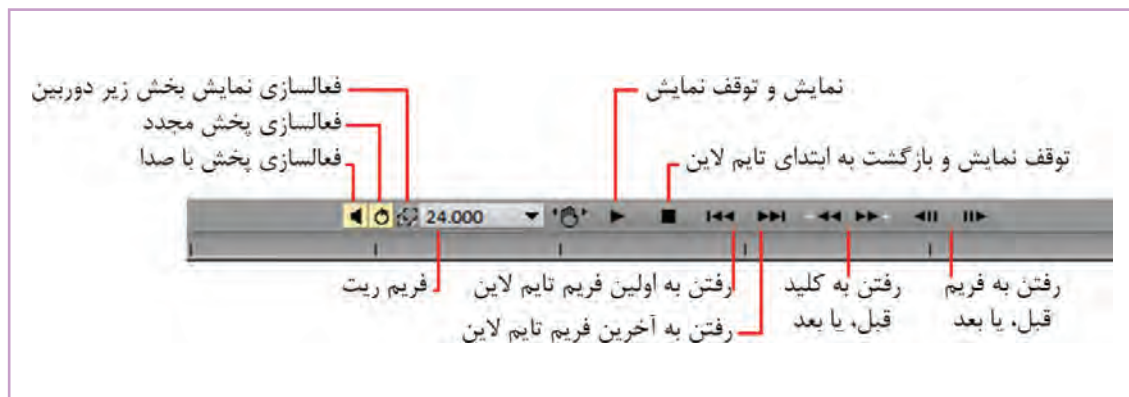 فعالسازی نمایش بخش زیر دوربین
نمایش و توقف نمایش
فعالسازی پخش مجدد
فعالسازی پخش با صدا
توقف نمایش و بازگشت به ابتدای تایم لاین
24.000
رفتن به فریم
قبل، یا بعد
رفتن به کلید
قبل، یا بعد
رفتن به اولین فریم تایم لاین
رفتن به آخرین فریم تایم لاین
فریم ریت